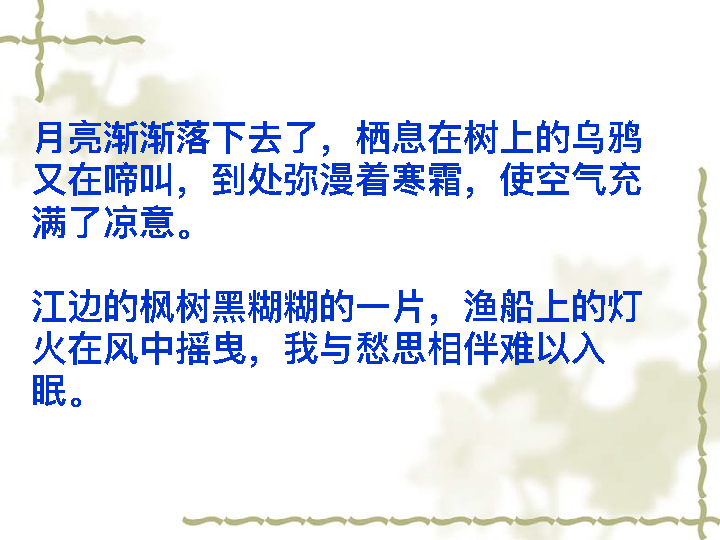 月亮渐渐落下去了，栖息在树上的乌鸦
又在啼叫，到处弥漫着寒霜，使空气充
满了凉意。
江边的枫树黑糊糊的一片，渔船上的灯
火在风中摇曳，我与愁思相伴难以入
眠。